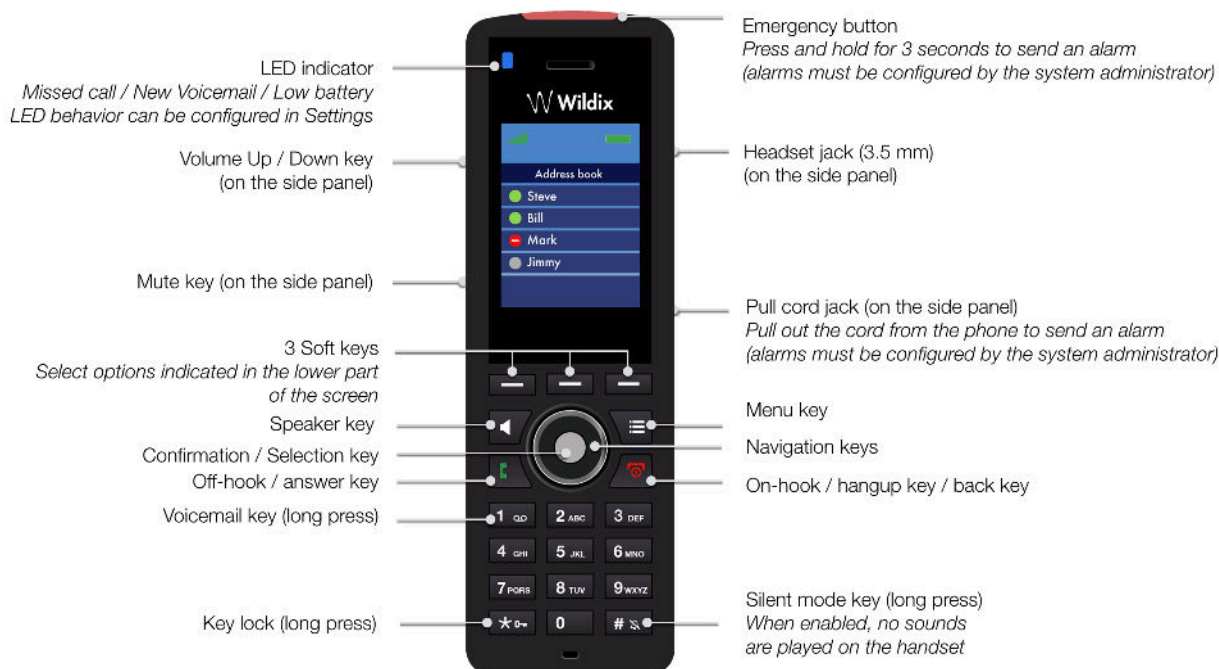 Emergency button
Press and hold for 3 seconds to send an alarm
(alarms must be configured by the system administrator)
LED indicator
Missed call / New Voicemail / Low battery
LED behavior can be configured in Settings
Wildix
Volume Up / Down key
(on the side panel)
Headset jack (3.5 mm)
(on the side panel)
Address book
Steve
Bill
Mark
Jimmy
Mute key (on the side panel)
Pull cord jack (on the side panel)
Pull out the cord from the phone to send an alarm
(alarms must be configured by the system administrator)
3 Soft keys
Select options indicated in the lower part
of the screen
Speaker key
Menu key
Confirmation / Selection key
Navigation keys
Off-hook / answer key
On-hook / hangup key / back key
Voicemail key (long press)
1 2 ABC 3 DEF
4 GHI 5 JKL 6 MNO
7 PQRS 8 TUV 9 WXYZ
Key lock (long press)
* 0 #
Silent mode key (long press)
When enabled, no sounds
are played on the handset